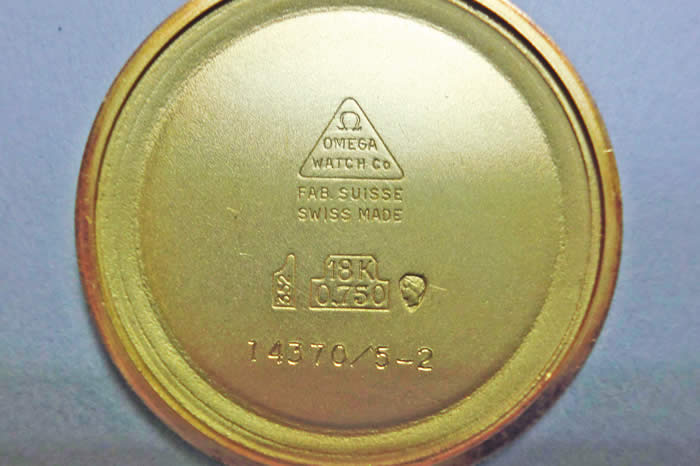 Ω
OMEGA
WATCH Co
FAB. SUISSE
SWISS MADE
18K
0.750
14370/5-2